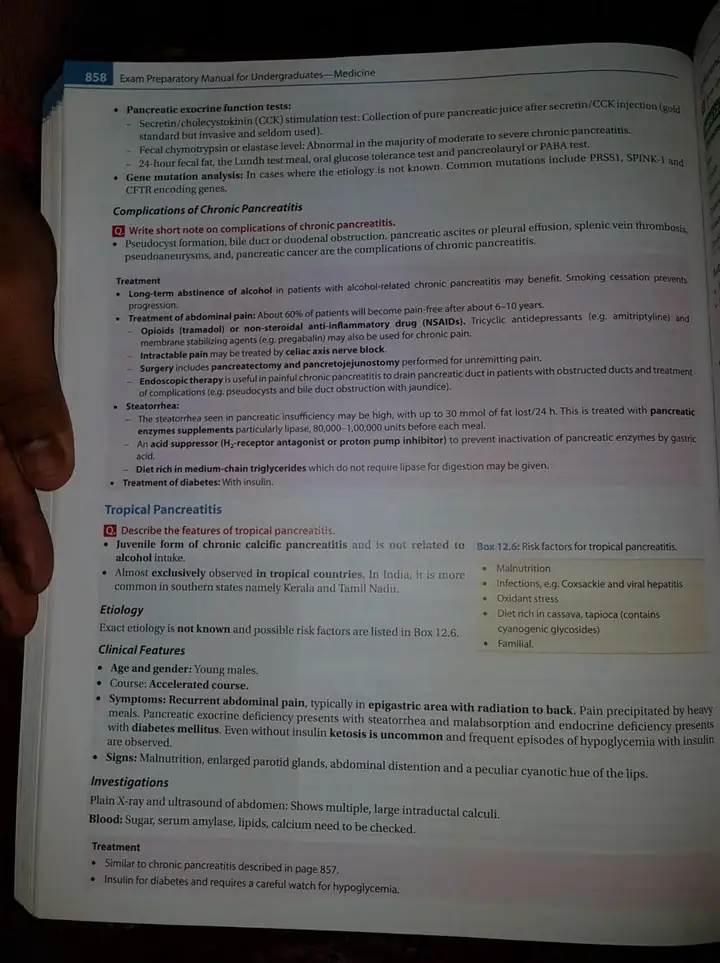 858 Exam Preparatory Manual for Undergraduates—Medicine
• Pancreatic exocrine function tests:
– Secretin/cholecystokinin (CCK) stimulation test: Collection of pure pancreatic juice after secretin/CCK injection (gold
standard but invasive and seldom used).
– Fecal chymotrypsin or elastase level: Abnormal in the majority of moderate to severe chronic pancreatitis.
– 24-hour fecal fat, the Lundh test meal, oral glucose tolerance test and pancreolauryl or PABA test.
• Gene mutation analysis: In cases where the etiology is not known. Common mutations include PRSS1, SPINK-1 and
CFTR encoding genes.
Complications of Chronic Pancreatitis
Q. Write short note on complications of chronic pancreatitis.
• Pseudocyst formation, bile duct or duodenal obstruction, pancreatic ascites or pleural effusion, splenic vein thrombosis,
pseudoaneurysms, and, pancreatic cancer are the complications of chronic pancreatitis.
Treatment
• Long-term abstinence of alcohol in patients with alcohol-related chronic pancreatitis may benefit. Smoking cessation prevents
progression.
• Treatment of abdominal pain: About 60% of patients will become pain-free after about 6–10 years.
– Opioids (tramadol) or non-steroidal anti-inflammatory drug (NSAIDs). Tricyclic antidepressants (e.g. amitriptyline) and
membrane stabilizing agents (e.g. pregabalin) may also be used for chronic pain.
– Intractable pain may be treated by celiac axis nerve block.
– Surgery includes pancreatectomy and pancretojejunostomy performed for unremitting pain.
– Endoscopic therapy is useful in painful chronic pancreatitis to drain pancreatic duct in patients with obstructed ducts and treatment
of complications (e.g. pseudocysts and bile duct obstruction with jaundice).
• Steatorrhea:
– The steatorrhea seen in pancreatic insufficiency may be high, with up to 30 mmol of fat lost/24 h. This is treated with pancreatic
enzymes supplements particularly lipase, 80,000–1,00,000 units before each meal.
– An acid suppressor (H₂-receptor antagonist or proton pump inhibitor) to prevent inactivation of pancreatic enzymes by gastric
acid.
– Diet rich in medium-chain triglycerides which do not require lipase for digestion may be given.
• Treatment of diabetes: With insulin.
Tropical Pancreatitis
Q. Describe the features of tropical pancreatitis.
• Juvenile form of chronic calcific pancreatitis and is not related to
alcohol intake.
• Almost exclusively observed in tropical countries. In India, it is more
common in southern states namely Kerala and Tamil Nadu.
Box 12.6: Risk factors for tropical pancreatitis.
• Malnutrition
• Infections, e.g. Coxsackie and viral hepatitis
• Oxidant stress
• Diet rich in cassava, tapioca (contains
cyanogenic glycosides)
• Familial.
Etiology
Exact etiology is not known and possible risk factors are listed in Box 12.6.
Clinical Features
• Age and gender: Young males.
• Course: Accelerated course.
• Symptoms: Recurrent abdominal pain, typically in epigastric area with radiation to back. Pain precipitated by heavy
meals. Pancreatic exocrine deficiency presents with steatorrhea and malabsorption and endocrine deficiency presents
with diabetes mellitus. Even without insulin ketosis is uncommon and frequent episodes of hypoglycemia with insulin
are observed.
• Signs: Malnutrition, enlarged parotid glands, abdominal distention and a peculiar cyanotic hue of the lips.
Investigations
Plain X-ray and ultrasound of abdomen: Shows multiple, large intraductal calculi.
Blood: Sugar, serum amylase, lipids, calcium need to be checked.
Treatment
• Similar to chronic pancreatitis described in page 857.
• Insulin for diabetes and requires a careful watch for hypoglycemia.